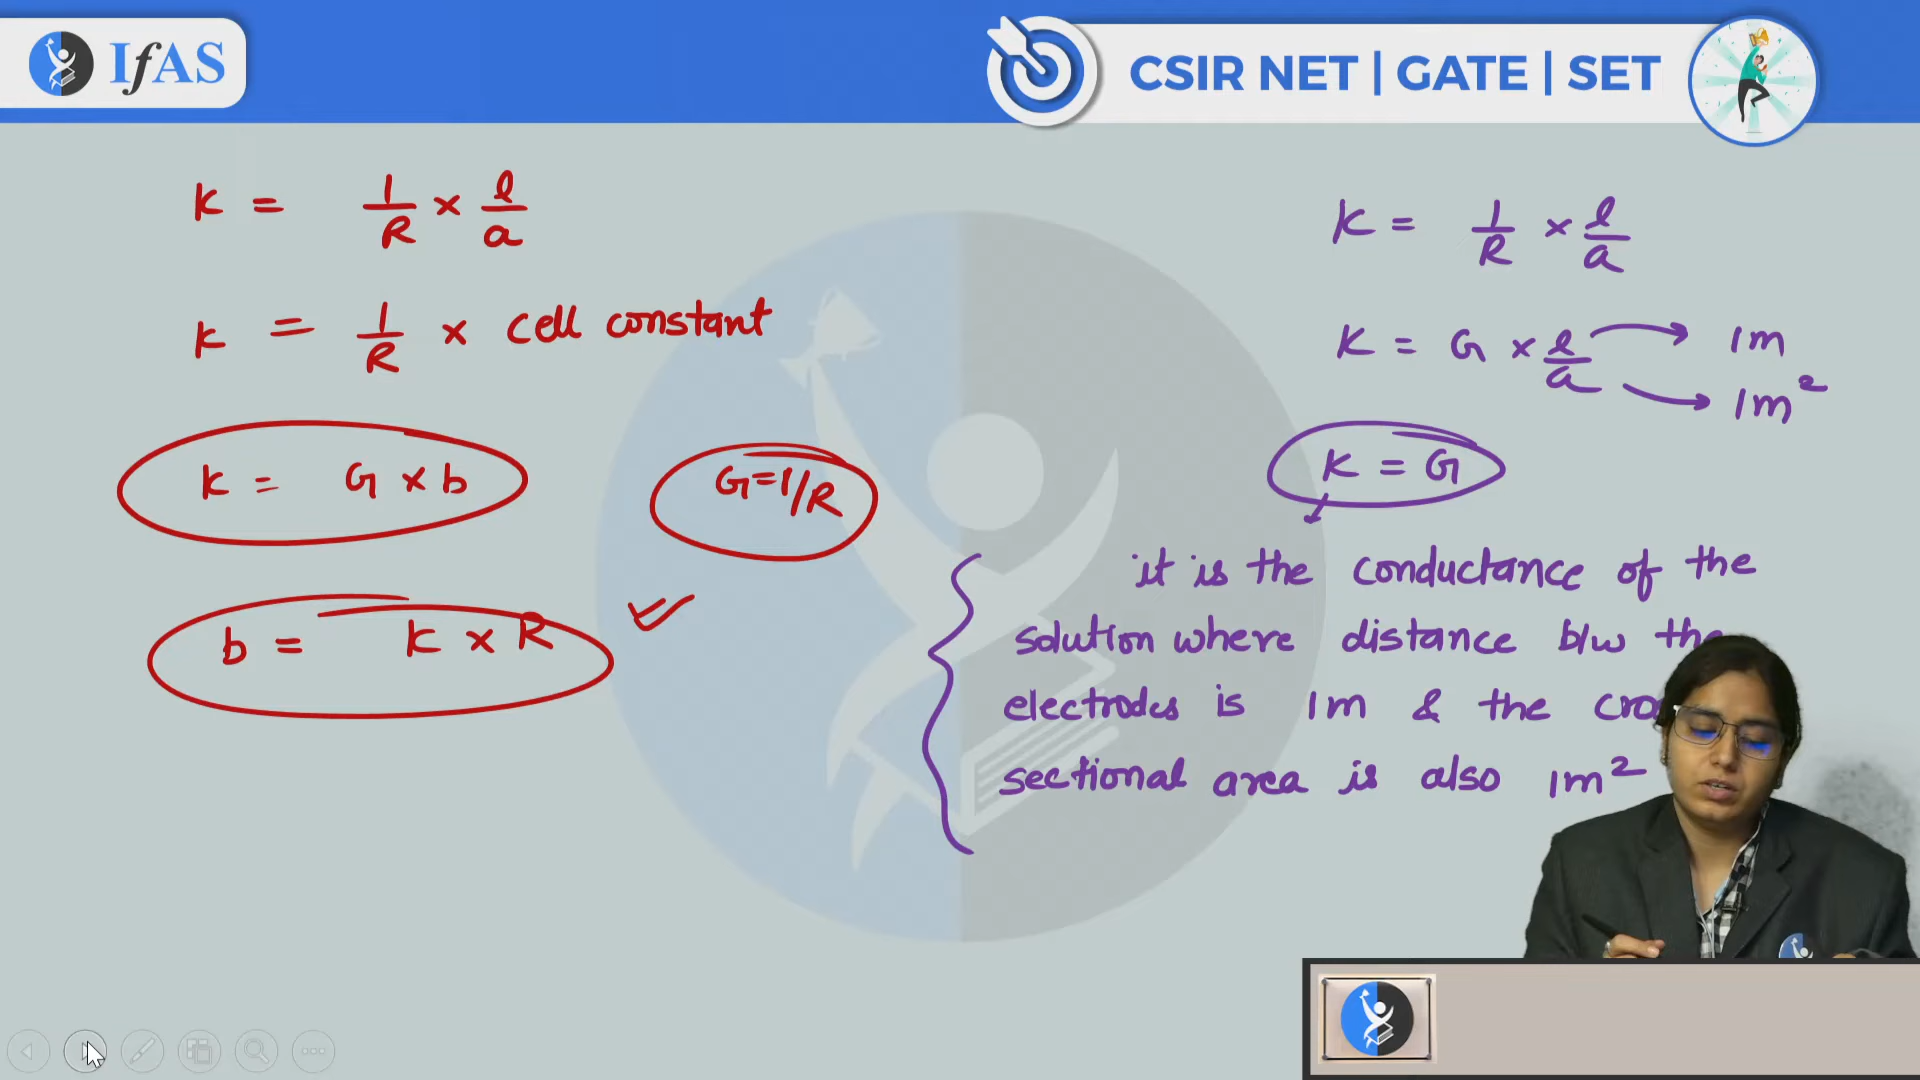 IfAS
CSIR NET | GATE | SET
K = 1/R × l/a
K = 1/R × cell constant
K = G × b
G=1/R
b = K × R
K = 1/R × l/a
K = G × l/a → 1m
→ 1m²
K = G
it is the conductance of the
solution where distance b/w the
electrodes is 1m & the
sectional area is also 1m²